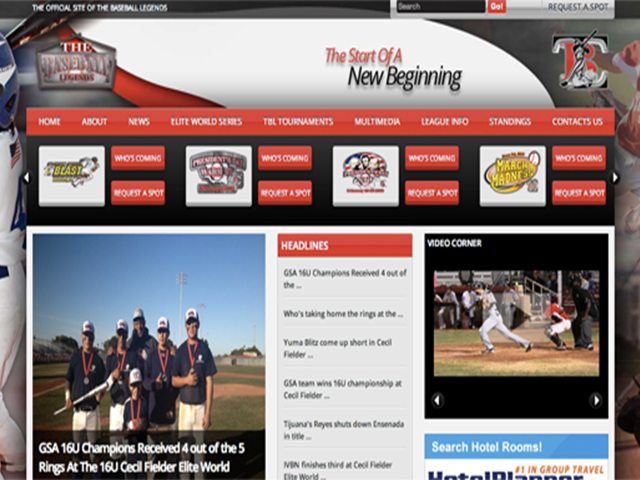 THE OFFICIAL SITE OF THE BASEBALL LEGENDS
Search
Go!
REQUEST A SPOT
THE
BASEBALL
LEGENDS
The Start Of A
New Beginning
HOME ABOUT NEWS ELITE WORLD SERIES TBL TOURNAMENTS MULTIMEDIA LEAGUE INFO STANDINGS CONTACTS US
BLAST
WHO'S COMING
REQUEST A SPOT
PRESIDENT'S
WHO'S COMING
REQUEST A SPOT
WHO'S COMING
REQUEST A SPOT
MARCH
MADNESS
WHO'S COMING
REQUEST A SPOT
GSA 16U Champions Received 4 out of the 5
Rings At The 16U Cecil Fielder Elite World
HEADLINES
GSA 16U Champions Received 4 out of
the ...
Who's taking home the rings at the ...
Yuma Blitz come up short in Cecil
Fielder ...
GSA team wins 16U championship at
Cecil Fielder ...
Tijuana's Reyes shuts down Ensenada
in title ...
IVBN finishes third at Cecil Fielder
Elite World ...
VIDEO CORNER
Search Hotel Rooms!
#1 IN GROUP TRAVEL
HotelPlanner